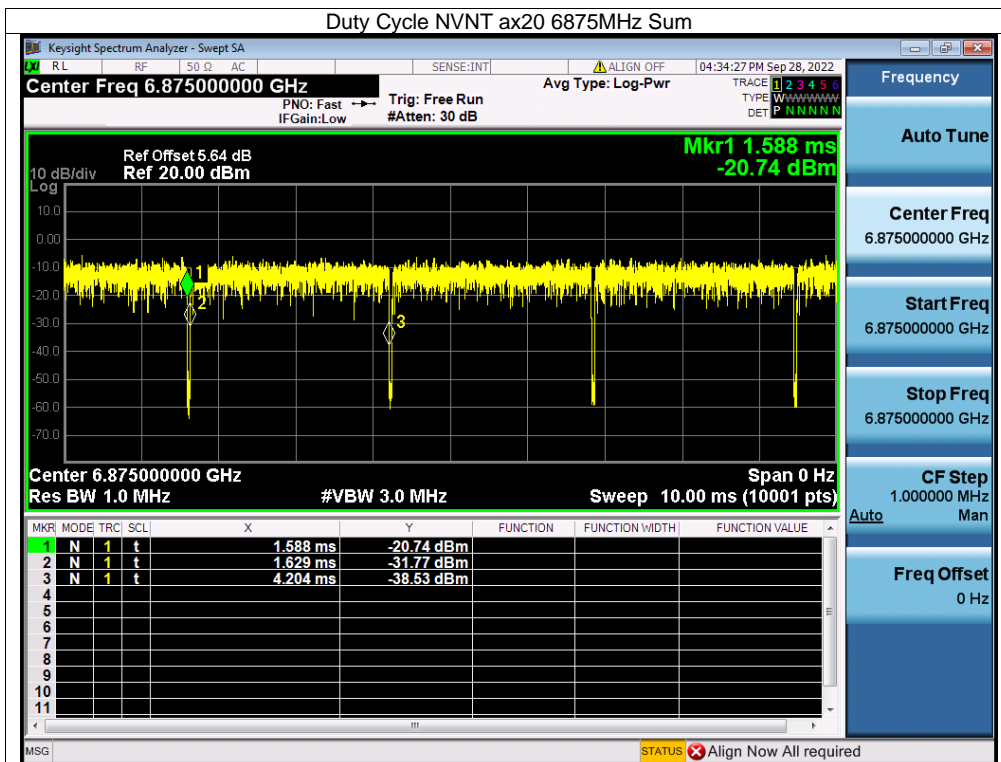 Duty Cycle NVNT ax20 6875MHz Sum
Keysight Spectrum Analyzer - Swept SA
LXI RL RF 50 Ω AC SENSE:INT ALIGN OFF 04:34:27 PM Sep 28, 2022
Center Freq 6.875000000 GHz
PNO: Fast
IFGain:Low
Trig: Free Run
#Atten: 30 dB
Avg Type: Log-Pwr
TRACE 1 2 3 4 5 6
TYPE WWWWWW
DET P N N N N N
Frequency
Auto Tune
Center Freq
6.875000000 GHz
Start Freq
6.875000000 GHz
Stop Freq
6.875000000 GHz
CF Step
1.000000 MHz
Auto Man
Freq Offset
0 Hz
Mkr1 1.588 ms
-20.74 dBm
Ref Offset 5.64 dB
10 dB/div Ref 20.00 dBm
Log
10.0
0.00
-10.0
-20.0
-30.0
-40.0
-50.0
-60.0
-70.0
1
2
3
Center 6.875000000 GHz Span 0 Hz
Res BW 1.0 MHz #VBW 3.0 MHz Sweep 10.00 ms (10001 pts)
MKR MODE TRC SCL X Y FUNCTION FUNCTION WIDTH FUNCTION VALUE
1 N 1 t 1.588 ms -20.74 dBm
2 N 1 t 1.629 ms -31.77 dBm
3 N 1 t 4.204 ms -38.53 dBm
4
5
6
7
8
9
10
11
MSG STATUS Align Now All required